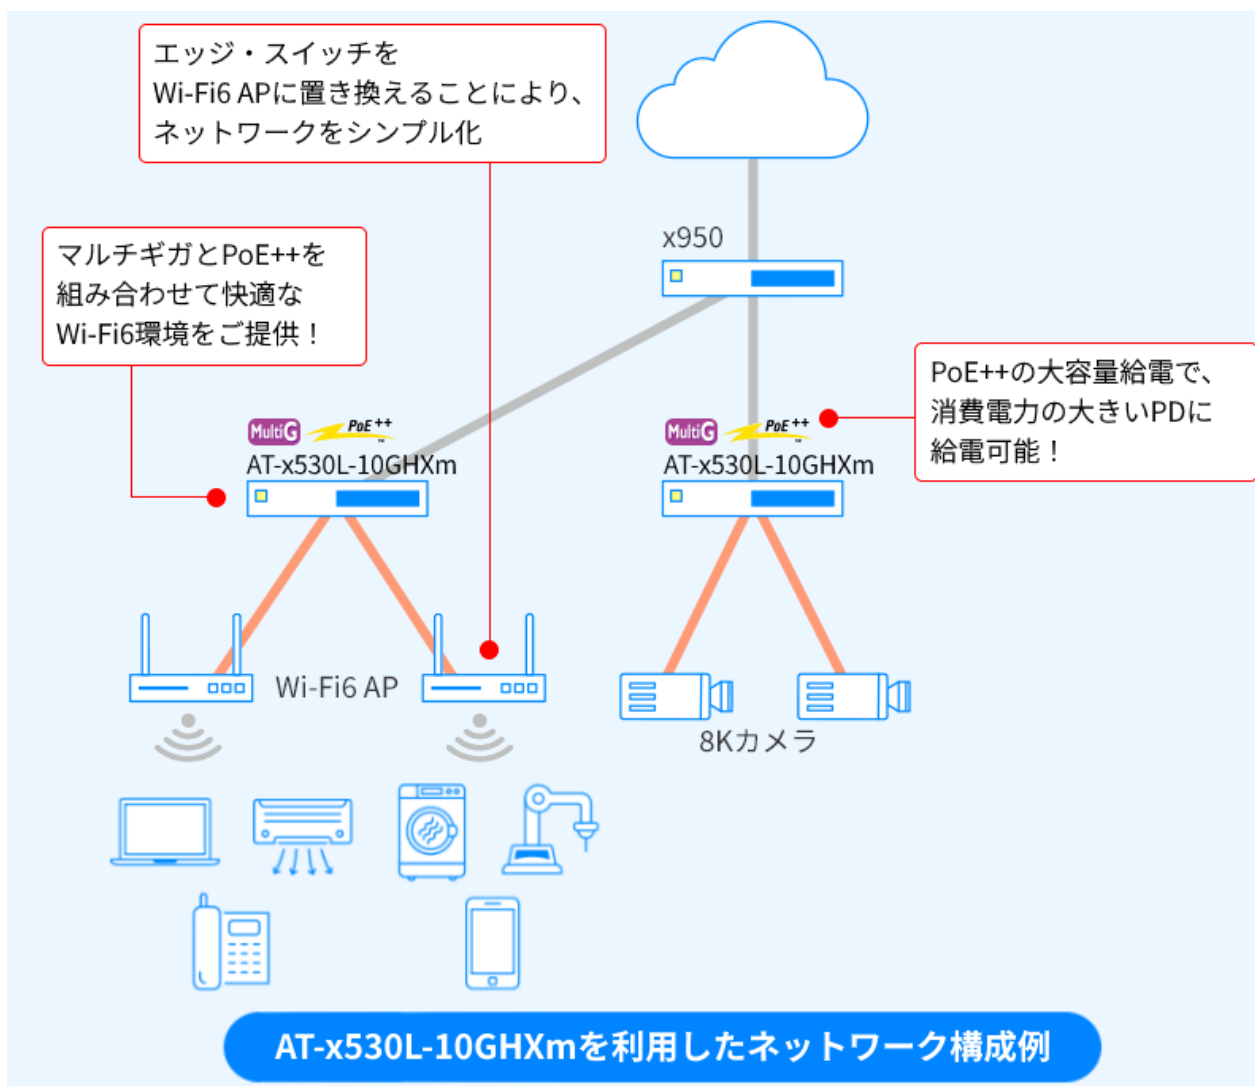 エッジ・スイッチを
Wi-Fi6 APに置き換えることにより、
ネットワークをシンプル化
x950
マルチギガとPoE++を
組み合わせて快適な
Wi-Fi6環境をご提供！
PoE++の大容量給電で、
消費電力の大きいPDに
給電可能！
MultiG PoE++
AT-x530L-10GHXm
MultiG PoE++
AT-x530L-10GHXm
Wi-Fi6 AP
8Kカメラ
AT-x530L-10GHXmを利用したネットワーク構成例